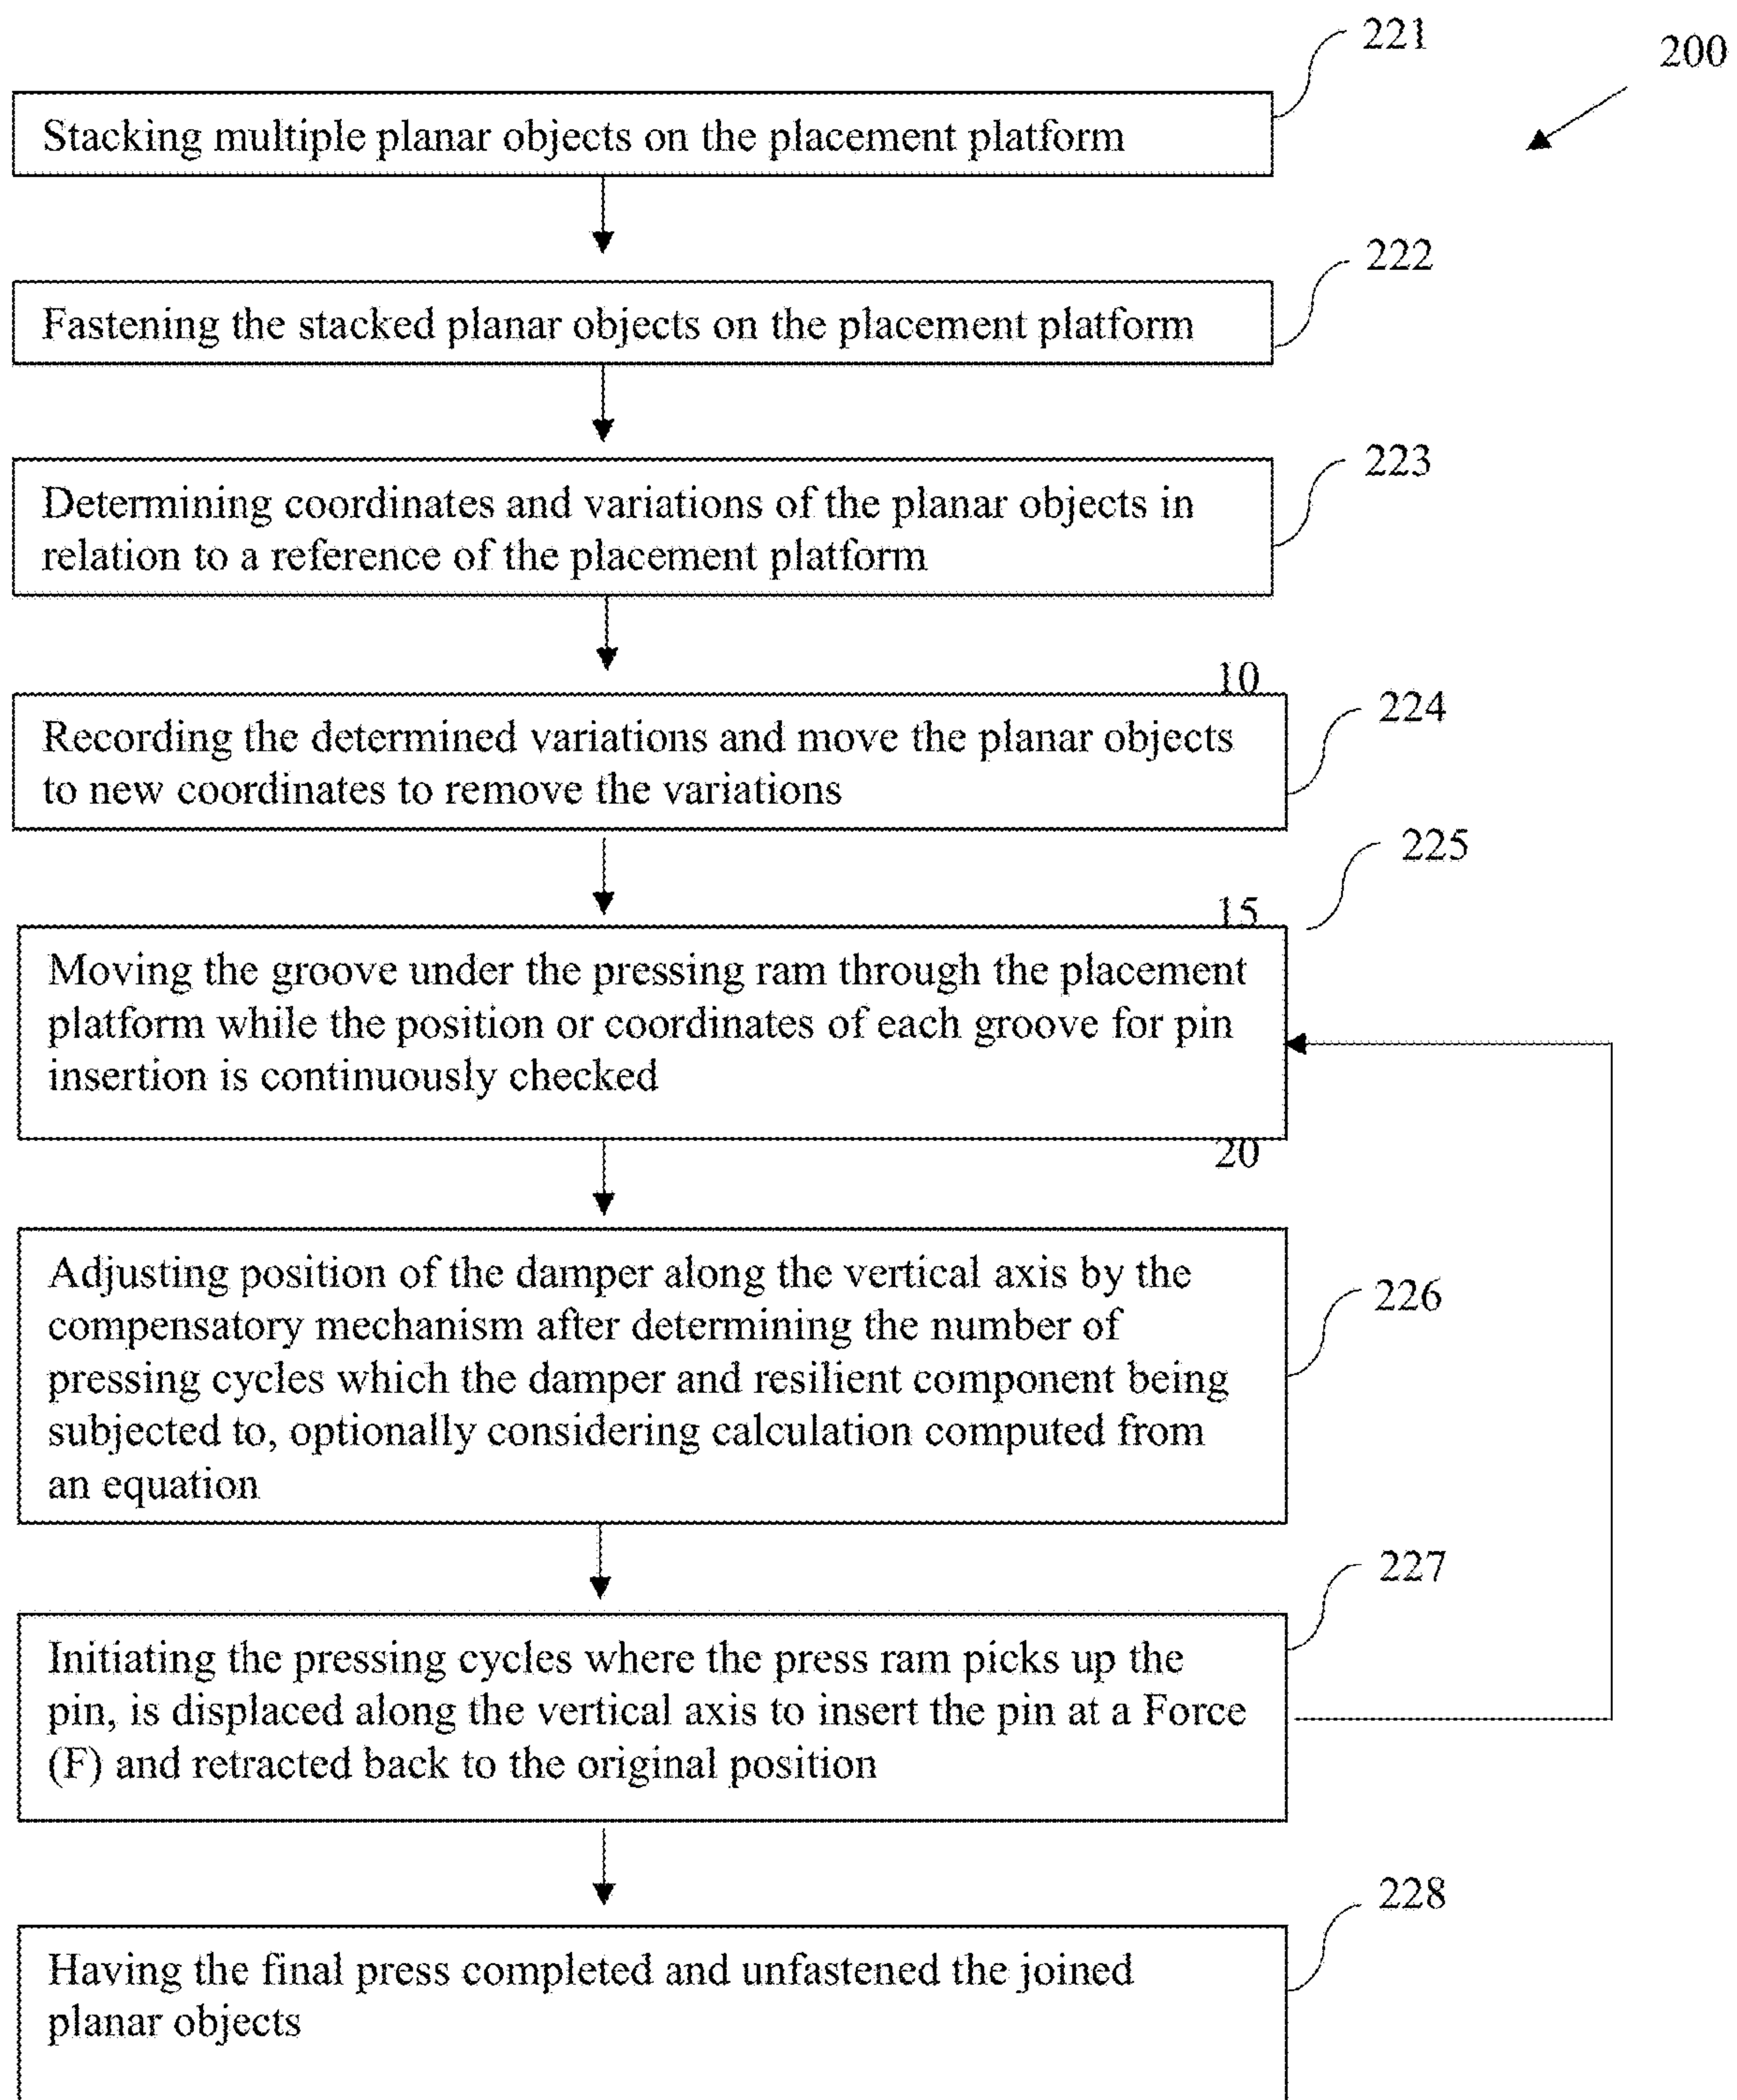 221
200
Stacking multiple planar objects on the placement platform
222
Fastening the stacked planar objects on the placement platform
223
Determining coordinates and variations of the planar objects in
relation to a reference of the placement platform
10
224
Recording the determined variations and move the planar objects
to new coordinates to remove the variations
225
15
Moving the groove under the pressing ram through the placement
platform while the position or coordinates of each groove for pin
insertion is continuously checked
20
226
Adjusting position of the damper along the vertical axis by the
compensatory mechanism after determining the number of
pressing cycles which the damper and resilient component being
subjected to, optionally considering calculation computed from
an equation
227
Initiating the pressing cycles where the press ram picks up the
pin, is displaced along the vertical axis to insert the pin at a Force
(F) and retracted back to the original position
228
Having the final press completed and unfastened the joined
planar objects